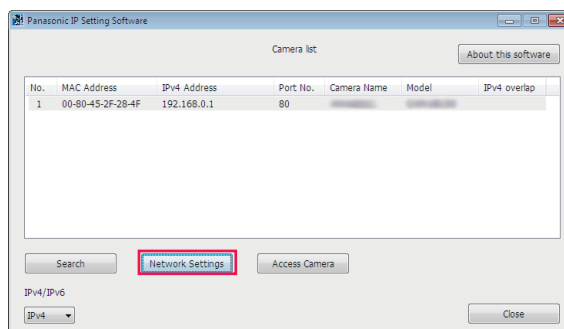 Panasonic IP Setting Software
Camera list
About this software
No. MAC Address IPv4 Address Port No. Camera Name Model IPv4 overlap
1 00-80-45-2F-28-4F 192.168.0.1 80
Search Network Settings Access Camera
IPv4/IPv6
IPv4 Close